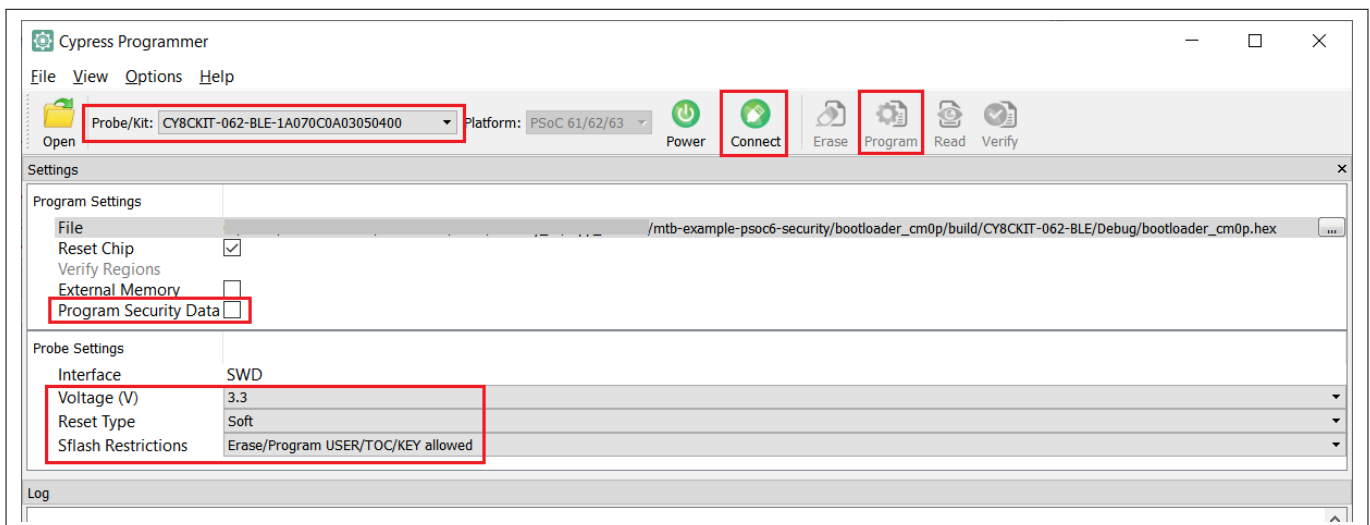 Cypress Programmer
File View Options Help
Probe/Kit: CY8CKIT-062-BLE-1A070C0A03050400 Platform: PSoC 61/62/63
Open Power Connect Erase Program Read Verify
Settings
Program Settings
File /mtb-example-psoc6-security/bootloader_cm0p/build/CY8CKIT-062-BLE/Debug/bootloader_cm0p.hex ...
Reset Chip
Verify Regions
External Memory
Program Security Data
Probe Settings
Interface SWD
Voltage (V) 3.3
Reset Type Soft
Sflash Restrictions Erase/Program USER/TOC/KEY allowed
Log